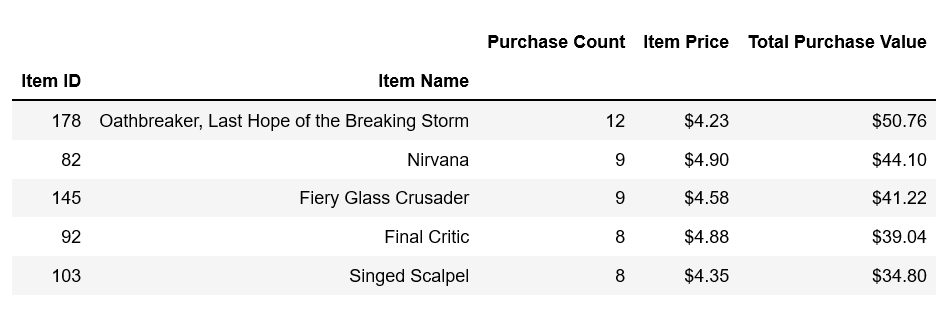 Purchase Count Item Price Total Purchase Value
Item ID Item Name
178 Oathbreaker, Last Hope of the Breaking Storm 12 $4.23 $50.76
82 Nirvana 9 $4.90 $44.10
145 Fiery Glass Crusader 9 $4.58 $41.22
92 Final Critic 8 $4.88 $39.04
103 Singed Scalpel 8 $4.35 $34.80